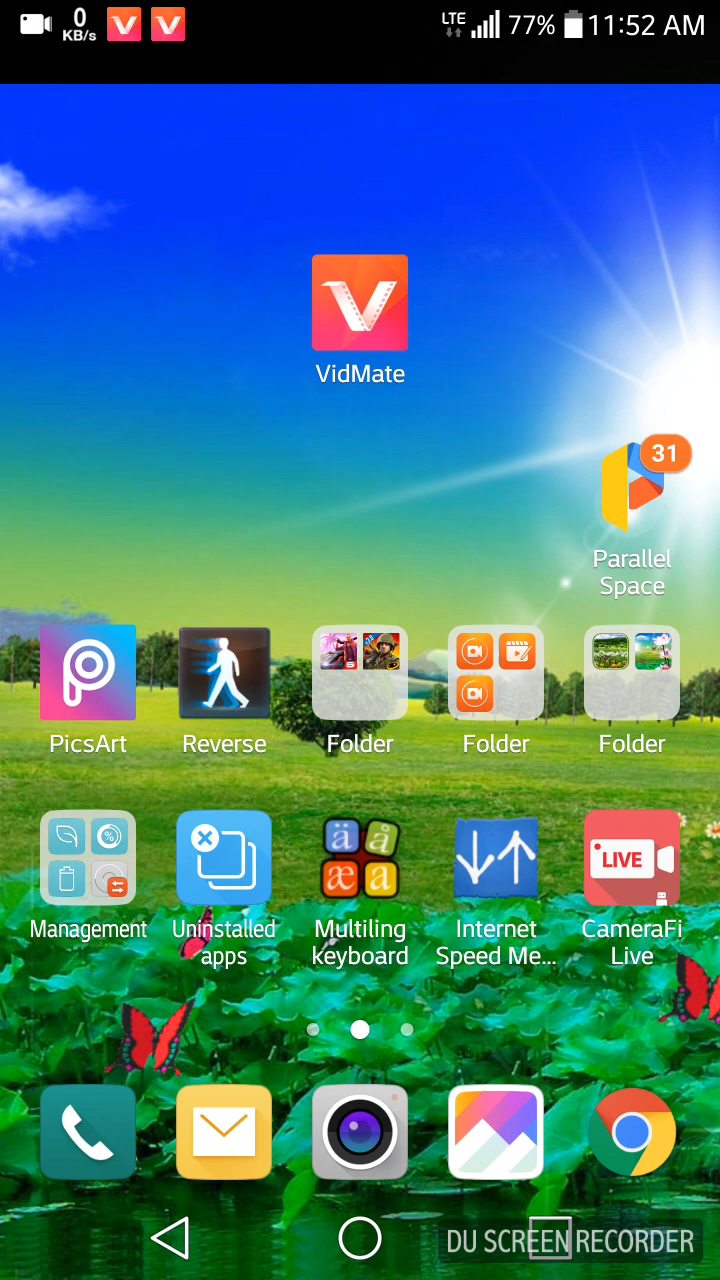 0
KB/s
LTE
77%
11:52 AM
VidMate
31
Parallel
Space
PicsArt
Reverse
Folder
Folder
Folder
LIVE
Management
Uninstalled
apps
ä
å
æ
a
Multiling
keyboard
Internet
Speed Me...
CameraFi
Live
DU SCREEN RECORDER